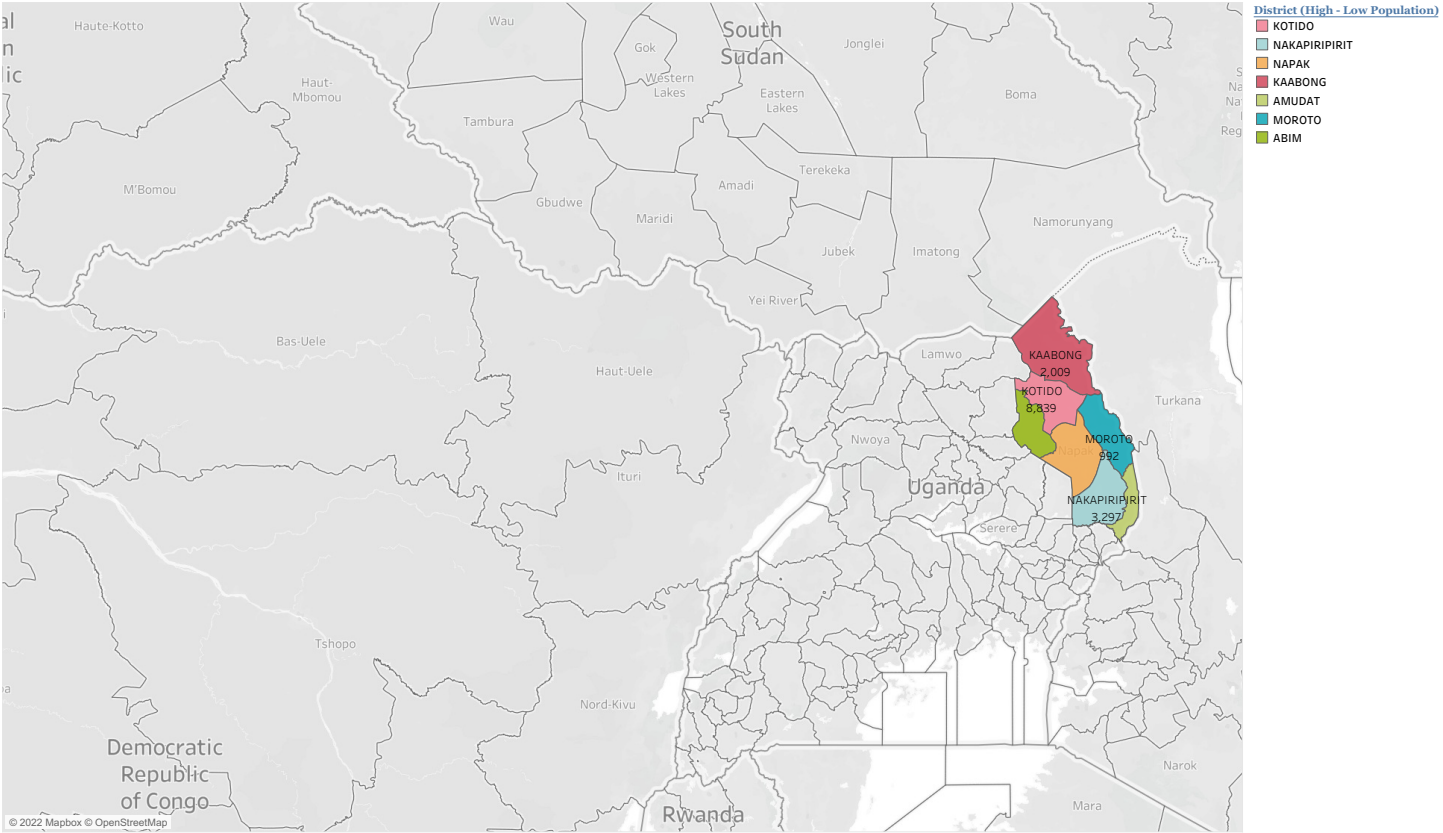 District (High - Low Population)
KOTIDO
NAKAPIRIPIRIT
NAPAK
KAABONG
AMUDAT
MOROTO
ABIM
Haute-Kotto
Wau
South
Sudan
Gok
Jonglei
Haut-
Mbomou
Western
Lakes
Eastern
Lakes
Boma
Tambura
M'Bomou
Amadi
Terekeka
Gbudwe
Maridi
Namorunyang
Jubek
Imatong
Yei River
Bas-Uele
Haut-Uele
Lamwo
KAABONG
2,009
KOTIDO
8,839
Turkana
Nwoya
MOROTO
992
Napak
Ituri
Uganda
NAKAPIRIPIRIT
3,297
Serere
Tshopo
Nord-Kivu
Democratic
Republic
of Congo
Narok
Mara
Rwanda
© 2022 Mapbox © OpenStreetMap